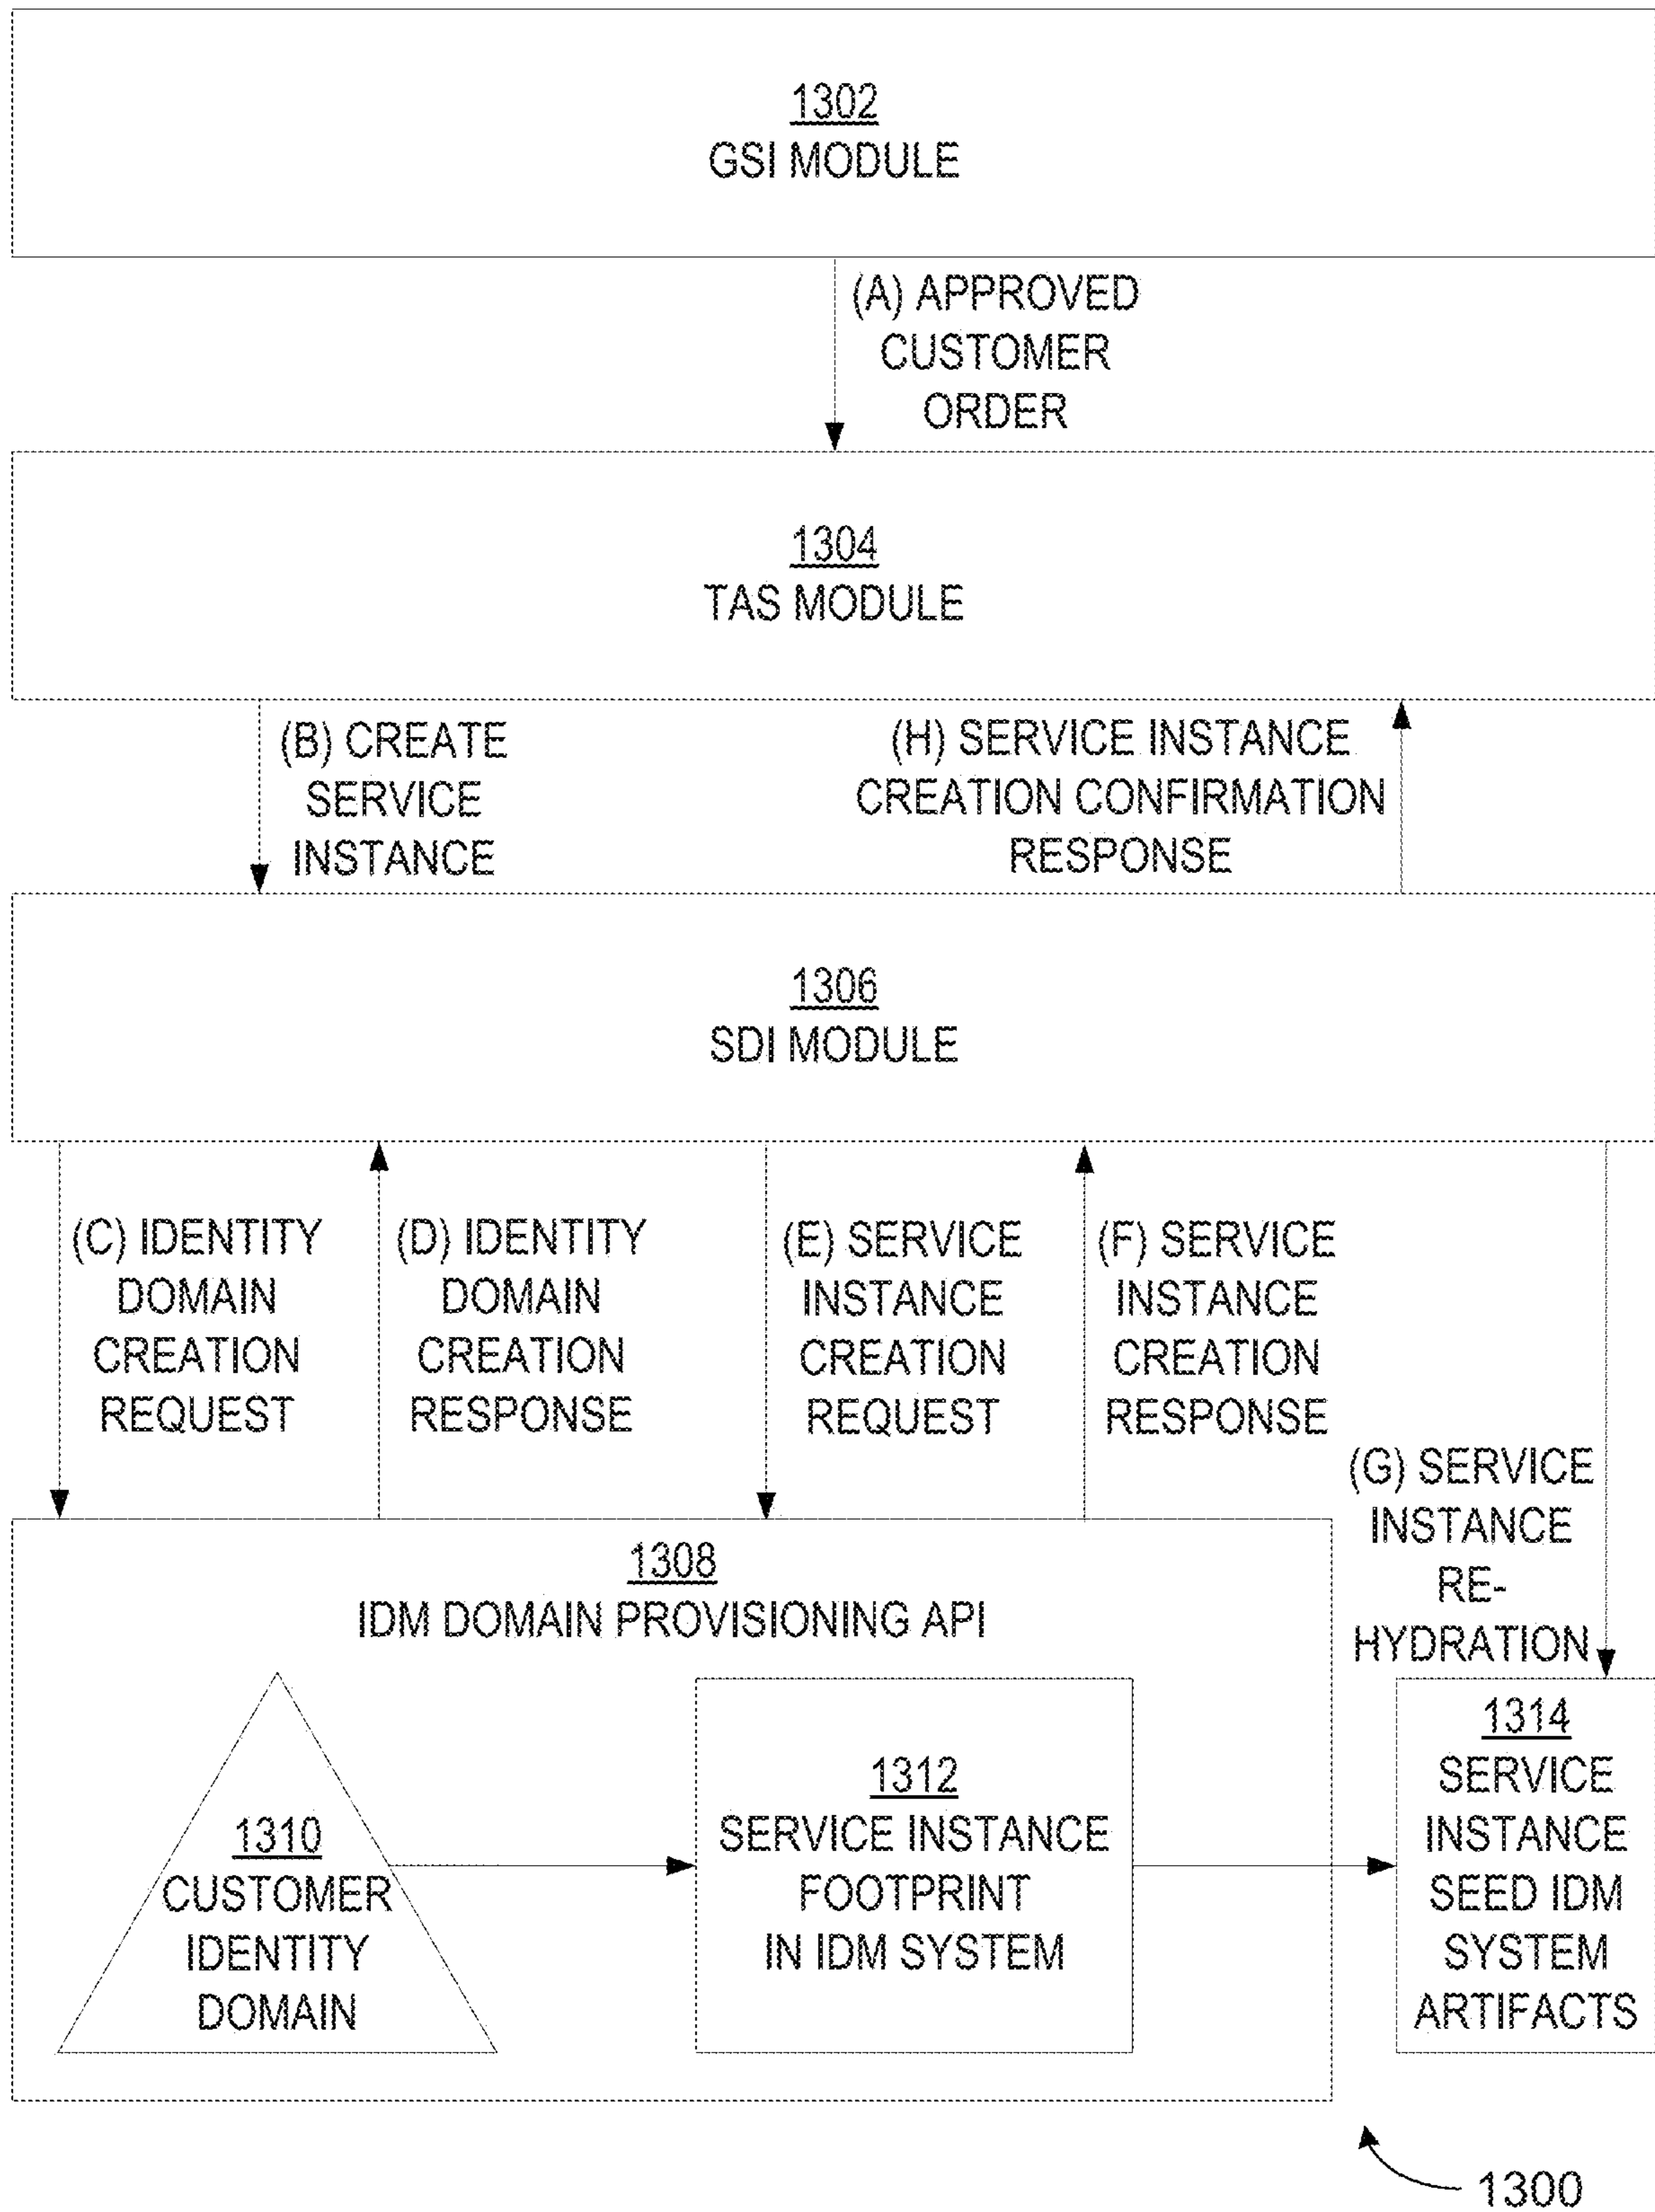 1302
GSI MODULE
(A) APPROVED
CUSTOMER
ORDER
1304
TAS MODULE
(B) CREATE
SERVICE
INSTANCE
(H) SERVICE INSTANCE
CREATION CONFIRMATION
RESPONSE
1306
SDI MODULE
(C) IDENTITY
DOMAIN
CREATION
REQUEST
(D) IDENTITY
DOMAIN
CREATION
RESPONSE
(E) SERVICE
INSTANCE
CREATION
REQUEST
(F) SERVICE
INSTANCE
CREATION
RESPONSE
(G) SERVICE
INSTANCE
RE-
HYDRATION
1308
IDM DOMAIN PROVISIONING API
1310
CUSTOMER
IDENTITY
DOMAIN
1312
SERVICE INSTANCE
FOOTPRINT
IN IDM SYSTEM
1314
SERVICE
INSTANCE
SEED IDM
SYSTEM
ARTIFACTS
1300